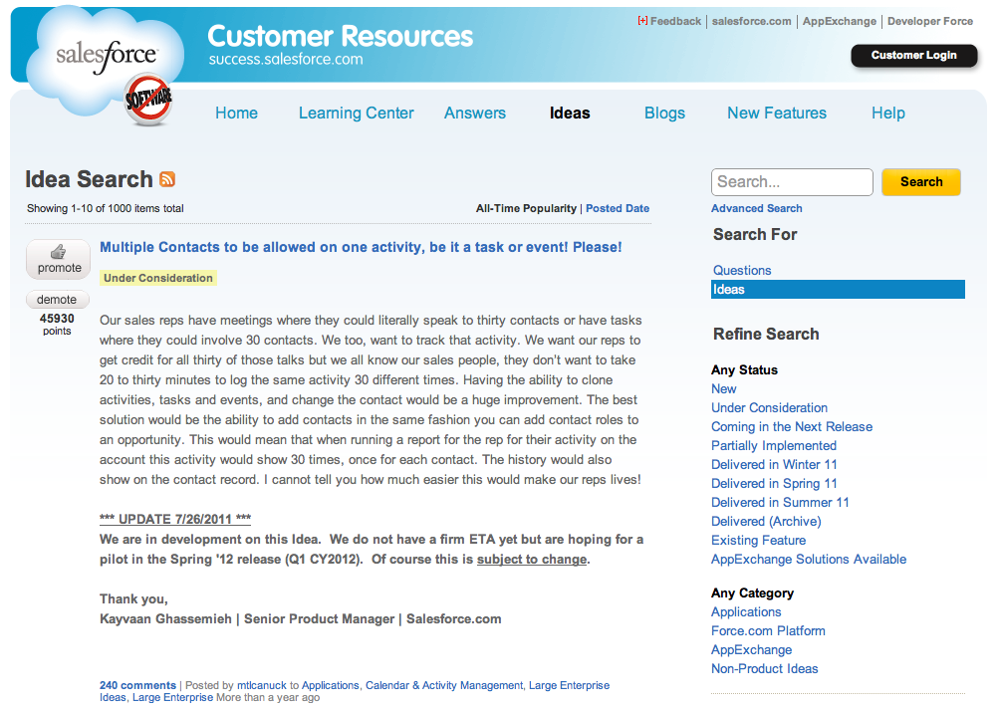 [+] Feedback | salesforce.com | AppExchange | Developer Force
salesforce
SOFTWARE
Customer Resources
success.salesforce.com
Customer Login
Home Learning Center Answers Ideas Blogs New Features Help
Idea Search
Showing 1-10 of 1000 items total
All-Time Popularity | Posted Date
promote
demote
45930
points
Multiple Contacts to be allowed on one activity, be it a task or event! Please!
Under Consideration
Our sales reps have meetings where they could literally speak to thirty contacts or have tasks
where they could involve 30 contacts. We too, want to track that activity. We want our reps to
get credit for all thirty of those talks but we all know our sales people, they don't want to take
20 to thirty minutes to log the same activity 30 different times. Having the ability to clone
activities, tasks and events, and change the contact would be a huge improvement. The best
solution would be the ability to add contacts in the same fashion you can add contact roles to
an opportunity. This would mean that when running a report for the rep for their activity on the
account this activity would show 30 times, once for each contact. The history would also
show on the contact record. I cannot tell you how much easier this would make our reps lives!
*** UPDATE 7/26/2011 ***
We are in development on this Idea.  We do not have a firm ETA yet but are hoping for a
pilot in the Spring '12 release (Q1 CY2012).  Of course this is subject to change.
Thank you,
Kayvaan Ghassemieh | Senior Product Manager | Salesforce.com
240 comments | Posted by mtlcanuck to Applications, Calendar & Activity Management, Large Enterprise
Ideas, Large Enterprise More than a year ago
Search...
Search
Advanced Search
Search For
Questions
Ideas
Refine Search
Any Status
New
Under Consideration
Coming in the Next Release
Partially Implemented
Delivered in Winter 11
Delivered in Spring 11
Delivered in Summer 11
Delivered (Archive)
Existing Feature
AppExchange Solutions Available
Any Category
Applications
Force.com Platform
AppExchange
Non-Product Ideas